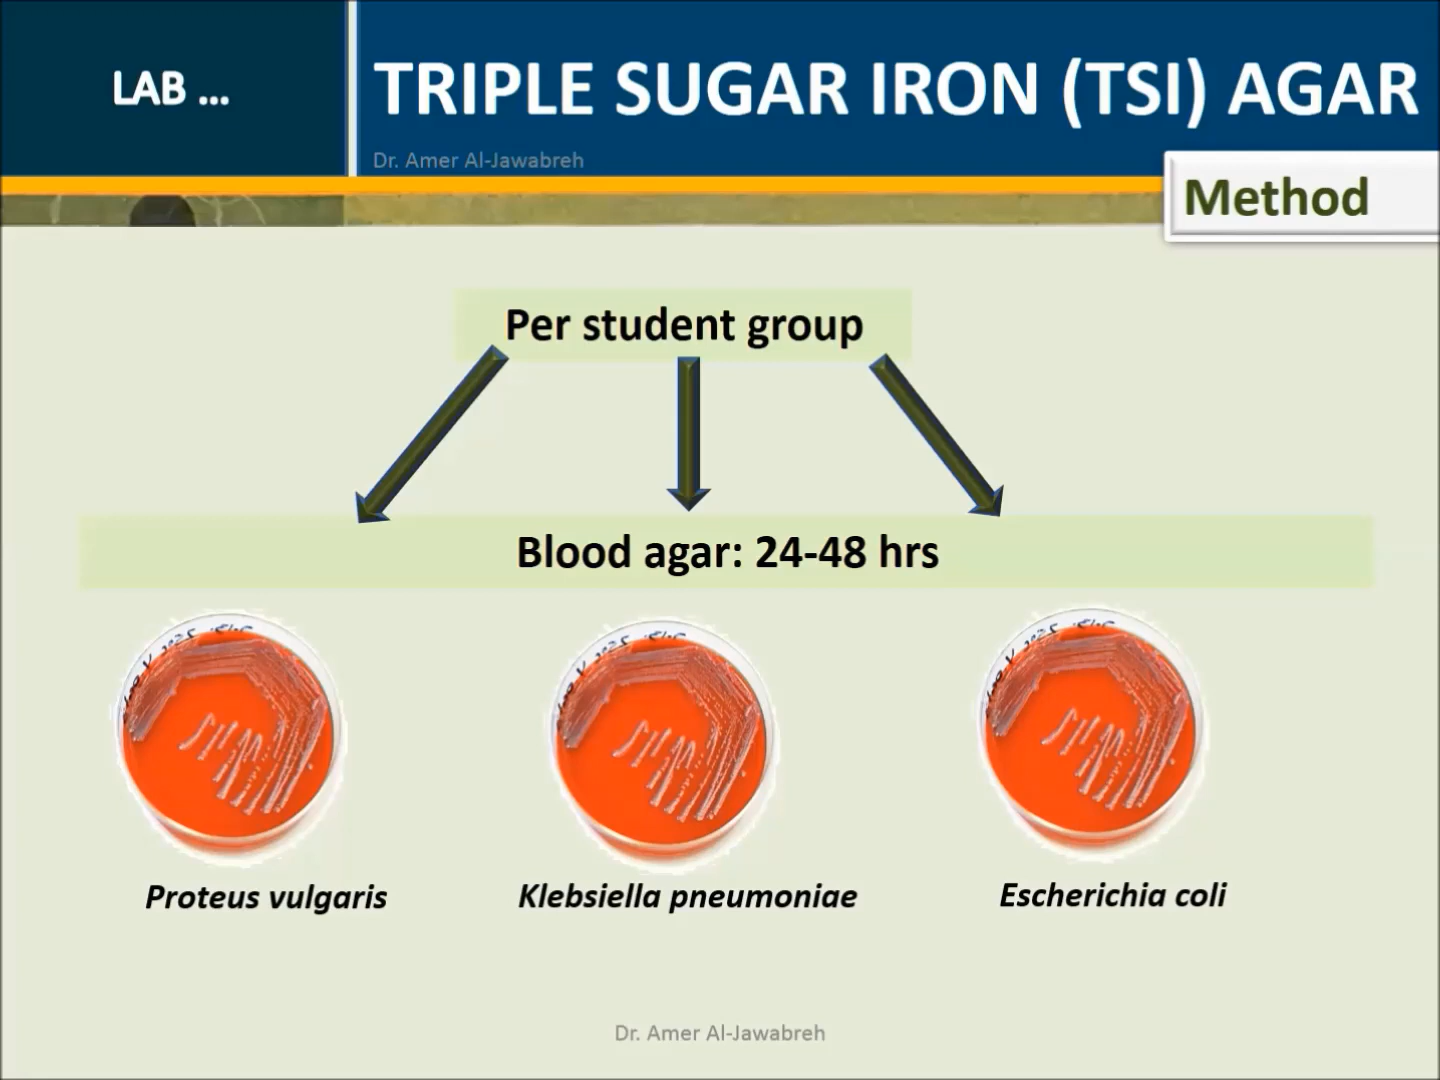 LAB ...
TRIPLE SUGAR IRON (TSI) AGAR
Dr. Amer Al-Jawabreh
Method
Per student group
Blood agar: 24-48 hrs
Proteus vulgaris
Klebsiella pneumoniae
Escherichia coli
Dr. Amer Al-Jawabreh